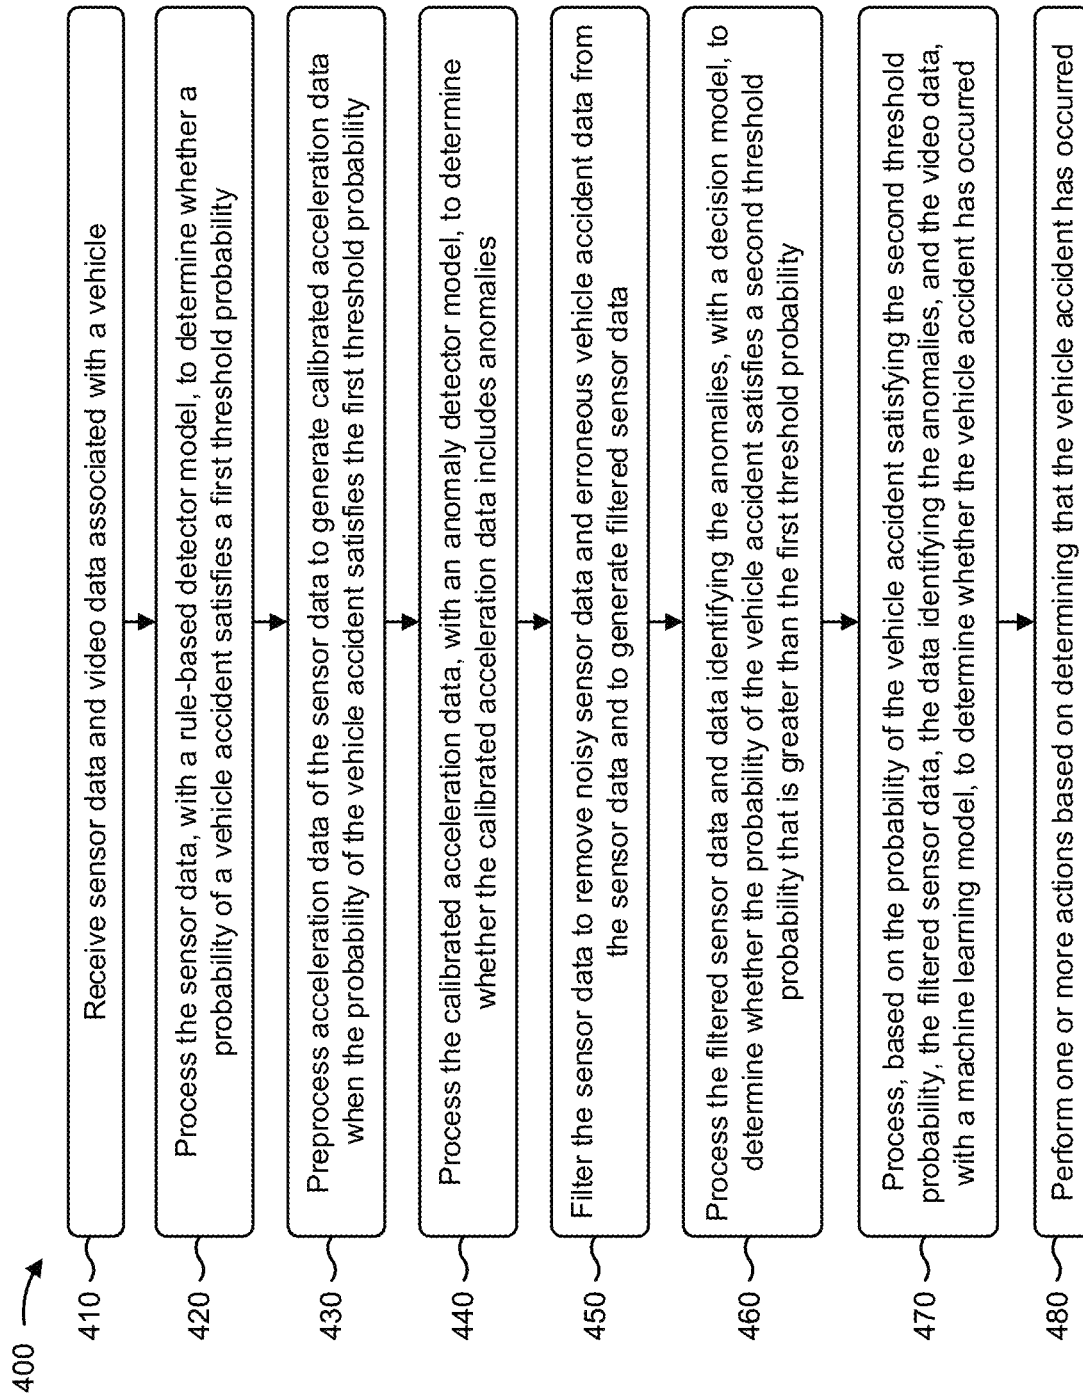 400
410
Receive sensor data and video data associated with a vehicle
420
Process the sensor data, with a rule-based detector model, to determine whether a
probability of a vehicle accident satisfies a first threshold probability
430
Preprocess acceleration data of the sensor data to generate calibrated acceleration data
when the probability of the vehicle accident satisfies the first threshold probability
440
Process the calibrated acceleration data, with an anomaly detector model, to determine
whether the calibrated acceleration data includes anomalies
450
Filter the sensor data to remove noisy sensor data and erroneous vehicle accident data from
the sensor data and to generate filtered sensor data
460
Process the filtered sensor data and data identifying the anomalies, with a decision model, to
determine whether the probability of the vehicle accident satisfies a second threshold
probability that is greater than the first threshold probability
470
Process, based on the probability of the vehicle accident satisfying the second threshold
probability, the filtered sensor data, the data identifying the anomalies, and the video data,
with a machine learning model, to determine whether the vehicle accident has occurred
480
Perform one or more actions based on determining that the vehicle accident has occurred